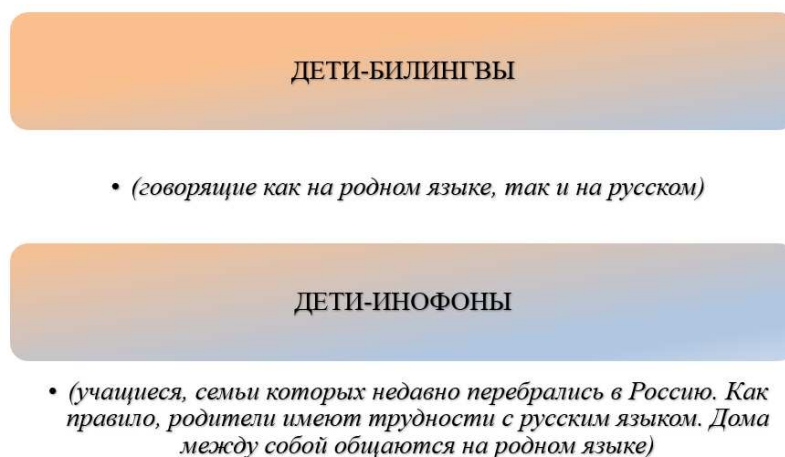 ДЕТИ-БИЛИНГВЫ
• (говорящие как на родном языке, так и на русском)
ДЕТИ-ИНОФОНЫ
• (учащиеся, семьи которых недавно перебрались в Россию. Как
правило, родители имеют трудности с русским языком. Дома
между собой общаются на родном языке)